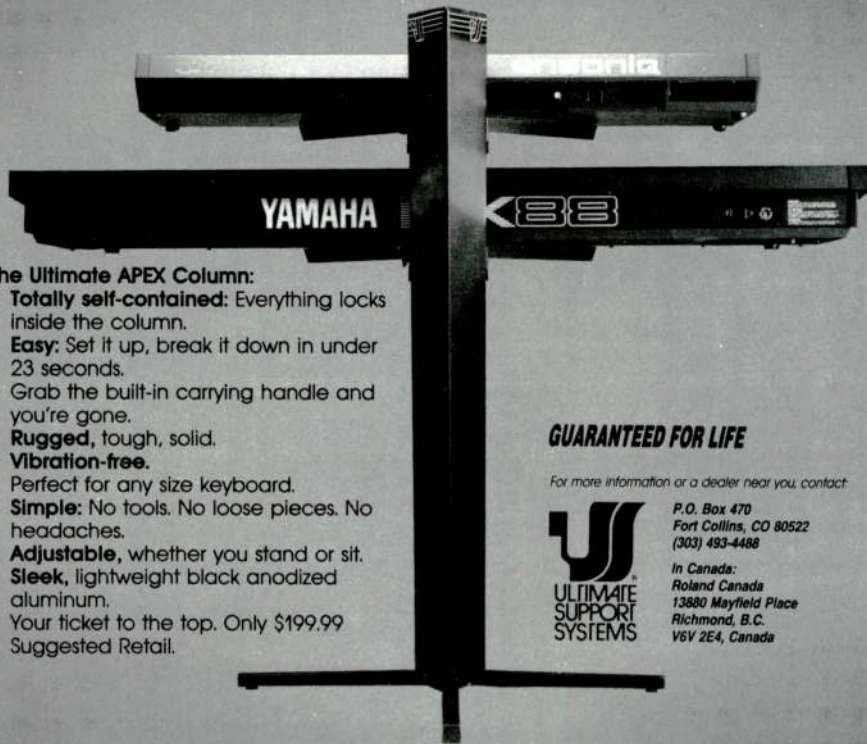 ensoniq
YAMAHA
K88
he Ultimate APEX Column:
Totally self-contained: Everything locks
inside the column.
Easy: Set it up, break it down in under
23 seconds.
Grab the built-in carrying handle and
you're gone.
Rugged, tough, solid.
Vibration-free.
Perfect for any size keyboard.
Simple: No tools. No loose pieces. No
headaches.
Adjustable, whether you stand or sit.
Sleek, lightweight black anodized
aluminum.
Your ticket to the top. Only $199.99
Suggested Retail.
GUARANTEED FOR LIFE
For more information or a dealer near you, contact:
ULTIMATE
SUPPORT
SYSTEMS
®
P.O. Box 470
Fort Collins, CO 80522
(303) 493-4488
In Canada:
Roland Canada
13880 Mayfield Place
Richmond, B.C.
V6V 2E4, Canada